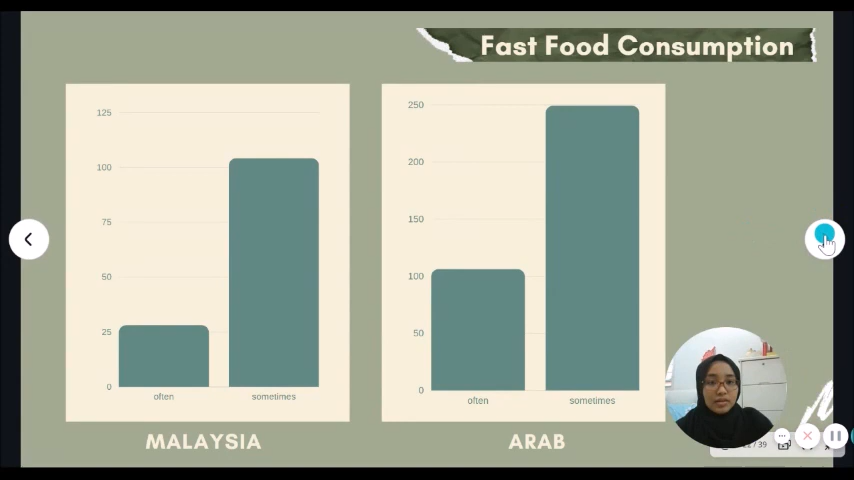 Fast Food Consumption
125
100
75
50
25
0
often
sometimes
MALAYSIA
250
200
150
100
50
0
often
sometimes
ARAB
/ 39